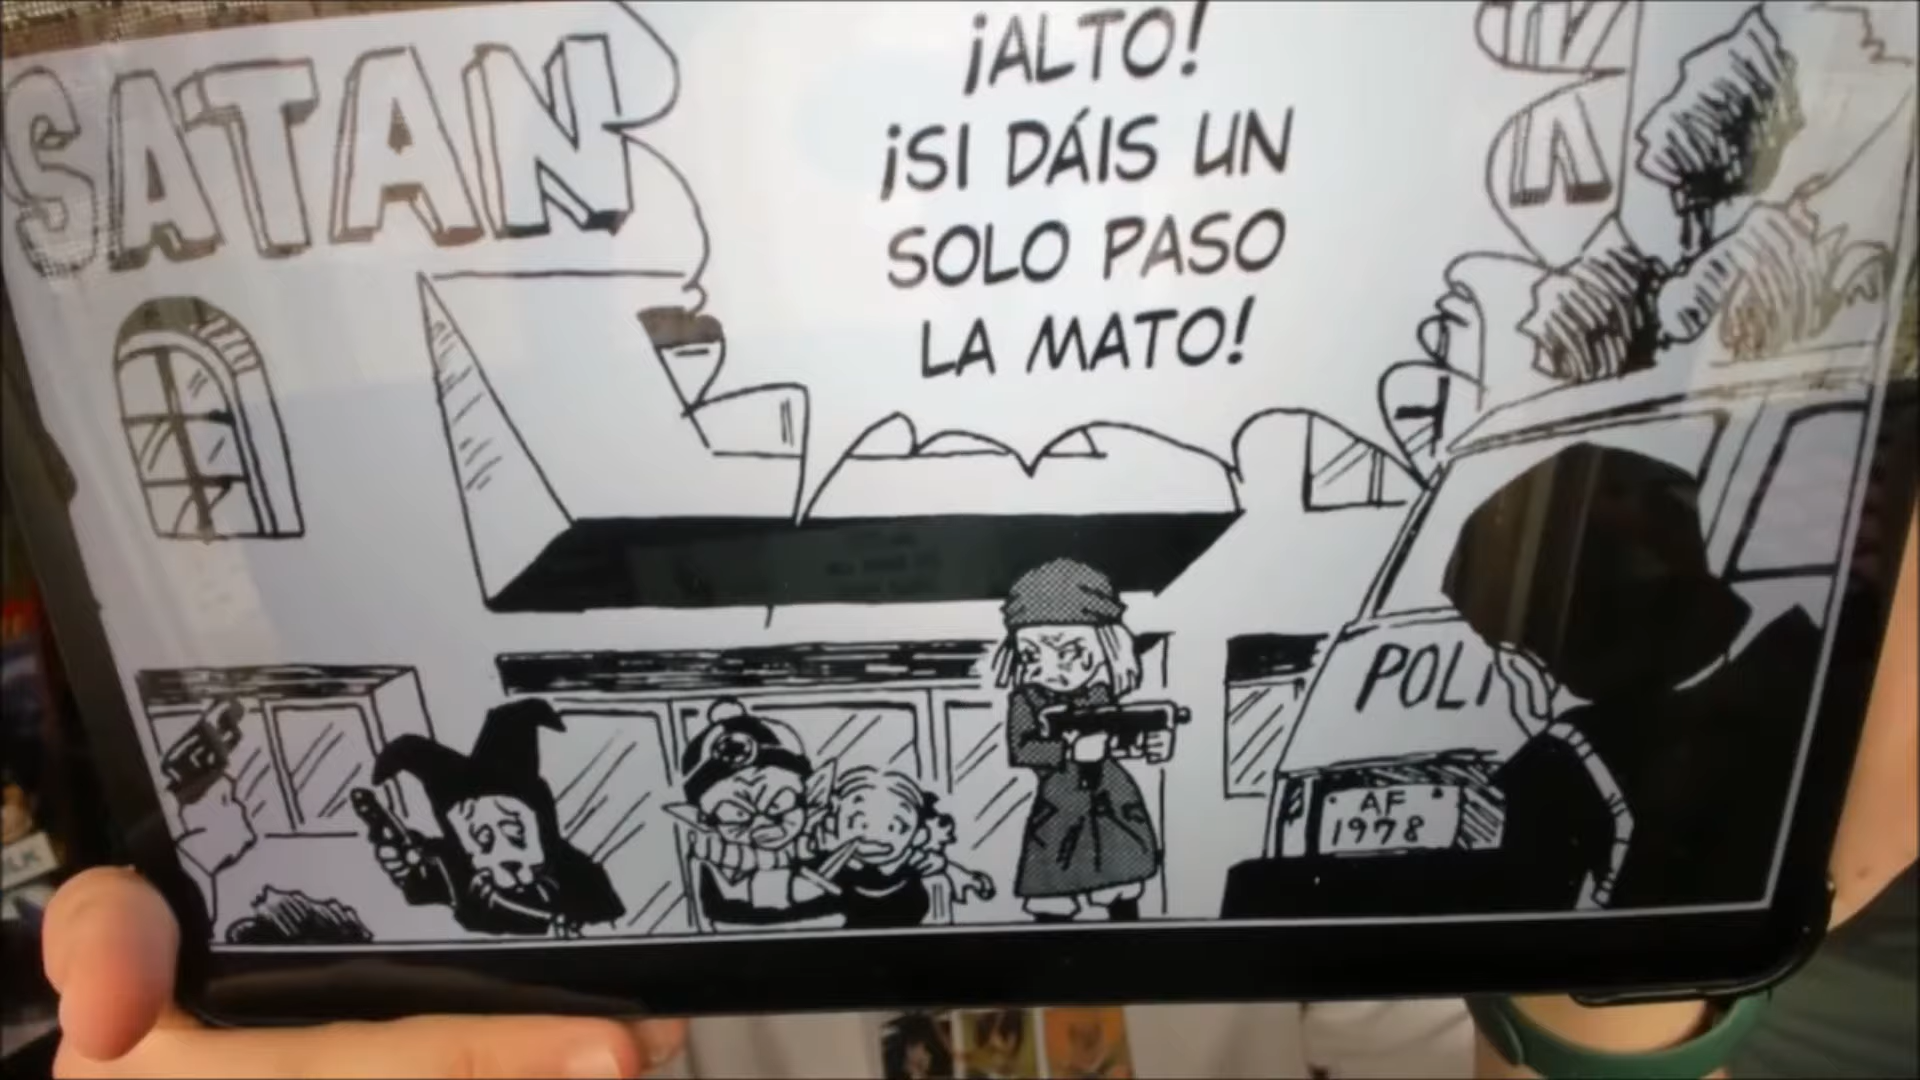 SATAN
¡ALTO!
¡SI DÁIS UN
SOLO PASO
LA MATO!
POLI
AF
1978